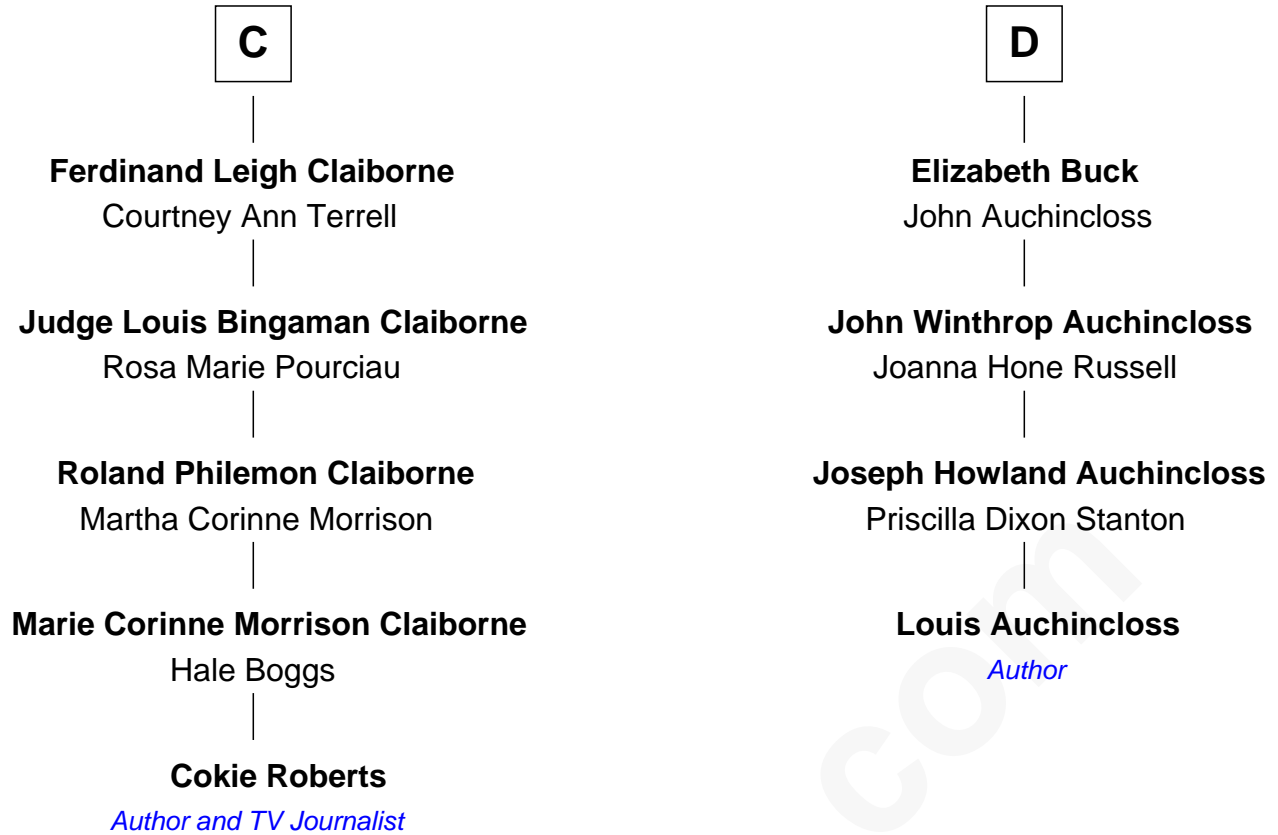 C
Ferdinand Leigh Claiborne
Courtney Ann Terrell
Judge Louis Bingaman Claiborne
Rosa Marie Pourciau
Roland Philemon Claiborne
Martha Corinne Morrison
Marie Corinne Morrison Claiborne
Hale Boggs
Cokie Roberts
Author and TV Journalist
D
Elizabeth Buck
John Auchincloss
John Winthrop Auchincloss
Joanna Hone Russell
Joseph Howland Auchincloss
Priscilla Dixon Stanton
Louis Auchincloss
Author
com